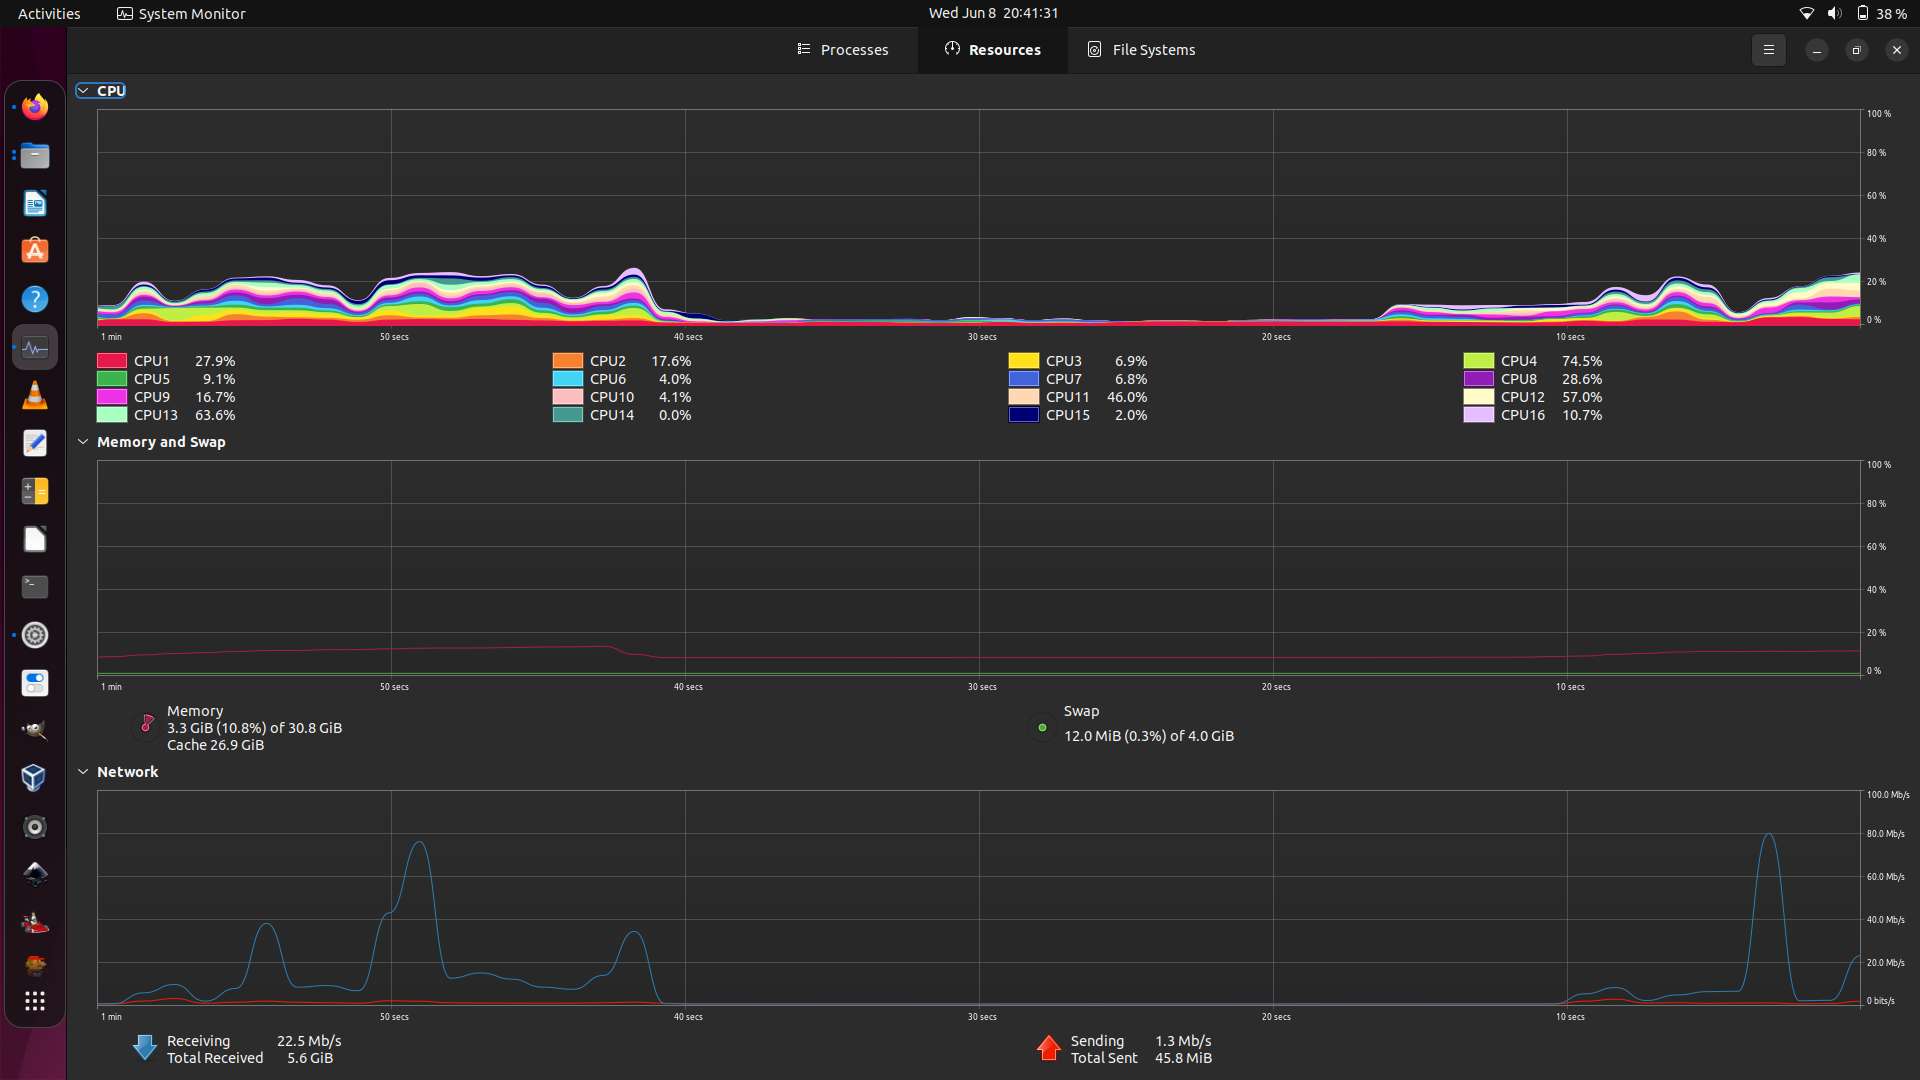 Activities System Monitor Wed Jun 8 20:41:31 38 %
Processes Resources File Systems
CPU
100 %
80 %
60 %
40 %
20 %
0 %
1 min 50 secs 40 secs 30 secs 20 secs 10 secs
CPU1 27.9% CPU2 17.6% CPU3 6.9% CPU4 74.5%
CPU5 9.1% CPU6 4.0% CPU7 6.8% CPU8 28.6%
CPU9 16.7% CPU10 4.1% CPU11 46.0% CPU12 57.0%
CPU13 63.6% CPU14 0.0% CPU15 2.0% CPU16 10.7%
Memory and Swap
100 %
80 %
60 %
40 %
20 %
0 %
1 min 50 secs 40 secs 30 secs 20 secs 10 secs
Memory
3.3 GiB (10.8%) of 30.8 GiB
Cache 26.9 GiB
Swap
12.0 MiB (0.3%) of 4.0 GiB
Network
100.0 Mb/s
80.0 Mb/s
60.0 Mb/s
40.0 Mb/s
20.0 Mb/s
0 bits/s
1 min 50 secs 40 secs 30 secs 20 secs 10 secs
Receiving 22.5 Mb/s
Total Received 5.6 GiB
Sending 1.3 Mb/s
Total Sent 45.8 MiB